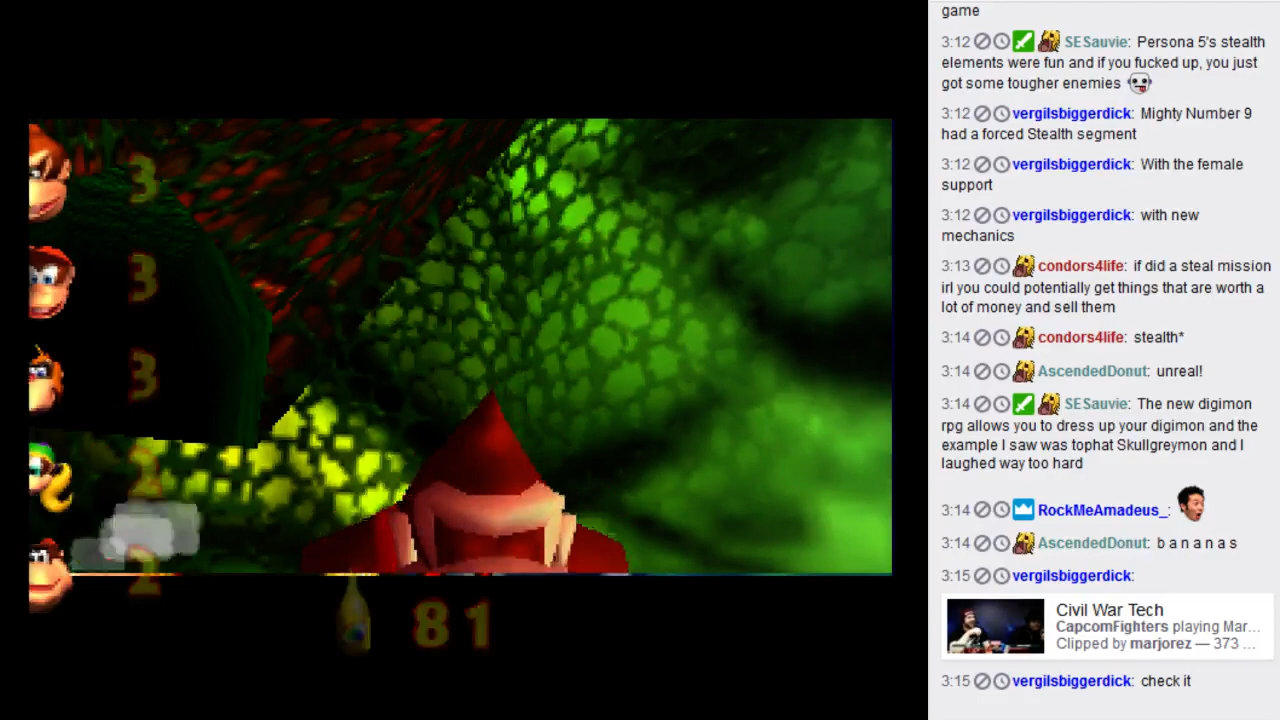 3
3
3
2
2
81
game
3:12 SESauvie: Persona 5's stealth
elements were fun and if you fucked up, you just
got some tougher enemies
3:12 vergilsbiggerdick: Mighty Number 9
had a forced Stealth segment
3:12 vergilsbiggerdick: With the female
support
3:12 vergilsbiggerdick: with new
mechanics
3:13 condors4life: if did a steal mission
irl you could potentially get things that are worth a
lot of money and sell them
3:14 condors4life: stealth*
3:14 AscendedDonut: unreal!
3:14 SESauvie: The new digimon
rpg allows you to dress up your digimon and the
example I saw was tophat Skullgreymon and I
laughed way too hard
3:14 RockMeAmadeus_:
3:14 AscendedDonut: b a n a n a s
3:15 vergilsbiggerdick:
Civil War Tech
CapcomFighters playing Mar...
Clipped by marjorez — 373 ...
3:15 vergilsbiggerdick: check it